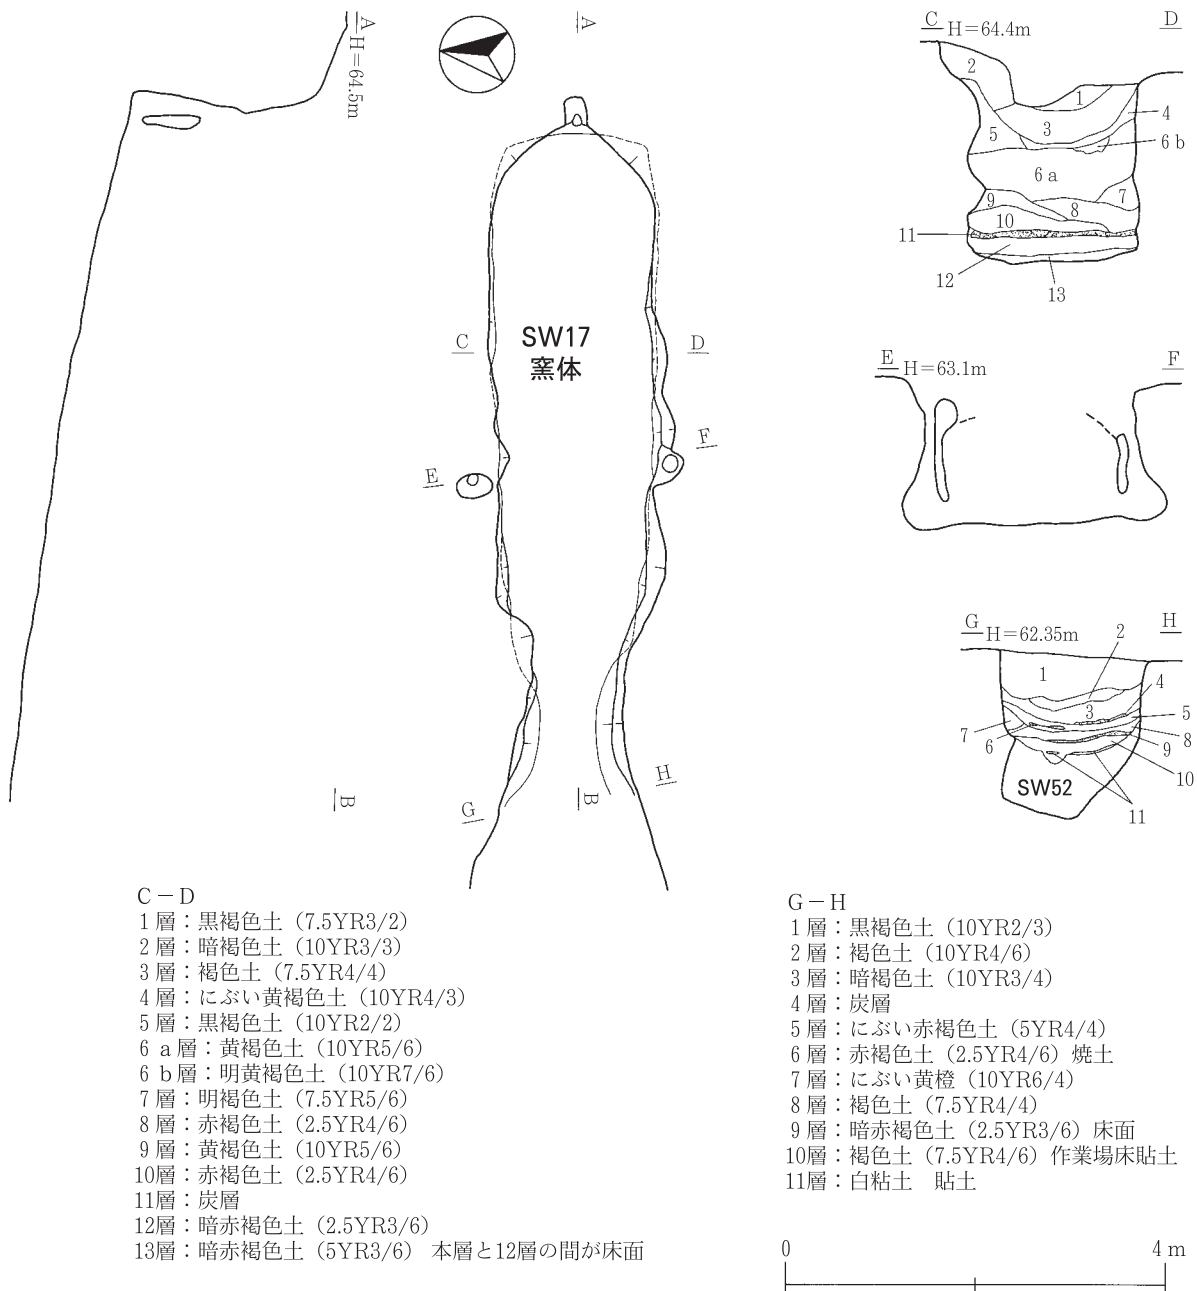 A
H=64.5m
B
A
SW17
窯体
C
D
E
F
G
H
B
C H=64.4m D
2
1
4
5
3
6 b
6 a
9
7
8
10
11
12
13
E H=63.1m F
G H=62.35m H
2
1
4
3
5
7
6
8
9
10
SW52
11
C－D
1層：黒褐色土（7.5YR3/2）
2層：暗褐色土（10YR3/3）
3層：褐色土（7.5YR4/4）
4層：にぶい黄褐色土（10YR4/3）
5層：黒褐色土（10YR2/2）
6 a層：黄褐色土（10YR5/6）
6 b層：明黄褐色土（10YR7/6）
7層：明褐色土（7.5YR5/6）
8層：赤褐色土（2.5YR4/6）
9層：黄褐色土（10YR5/6）
10層：赤褐色土（2.5YR4/6）
11層：炭層
12層：暗赤褐色土（2.5YR3/6）
13層：暗赤褐色土（5YR3/6） 本層と12層の間が床面
G－H
1層：黒褐色土（10YR2/3）
2層：褐色土（10YR4/6）
3層：暗褐色土（10YR3/4）
4層：炭層
5層：にぶい赤褐色土（5YR4/4）
6層：赤褐色土（2.5YR4/6）焼土
7層：にぶい黄橙（10YR6/4）
8層：褐色土（7.5YR4/4）
9層：暗赤褐色土（2.5YR3/6）床面
10層：褐色土（7.5YR4/6）作業場床貼土
11層：白粘土 貼土
0 4 m